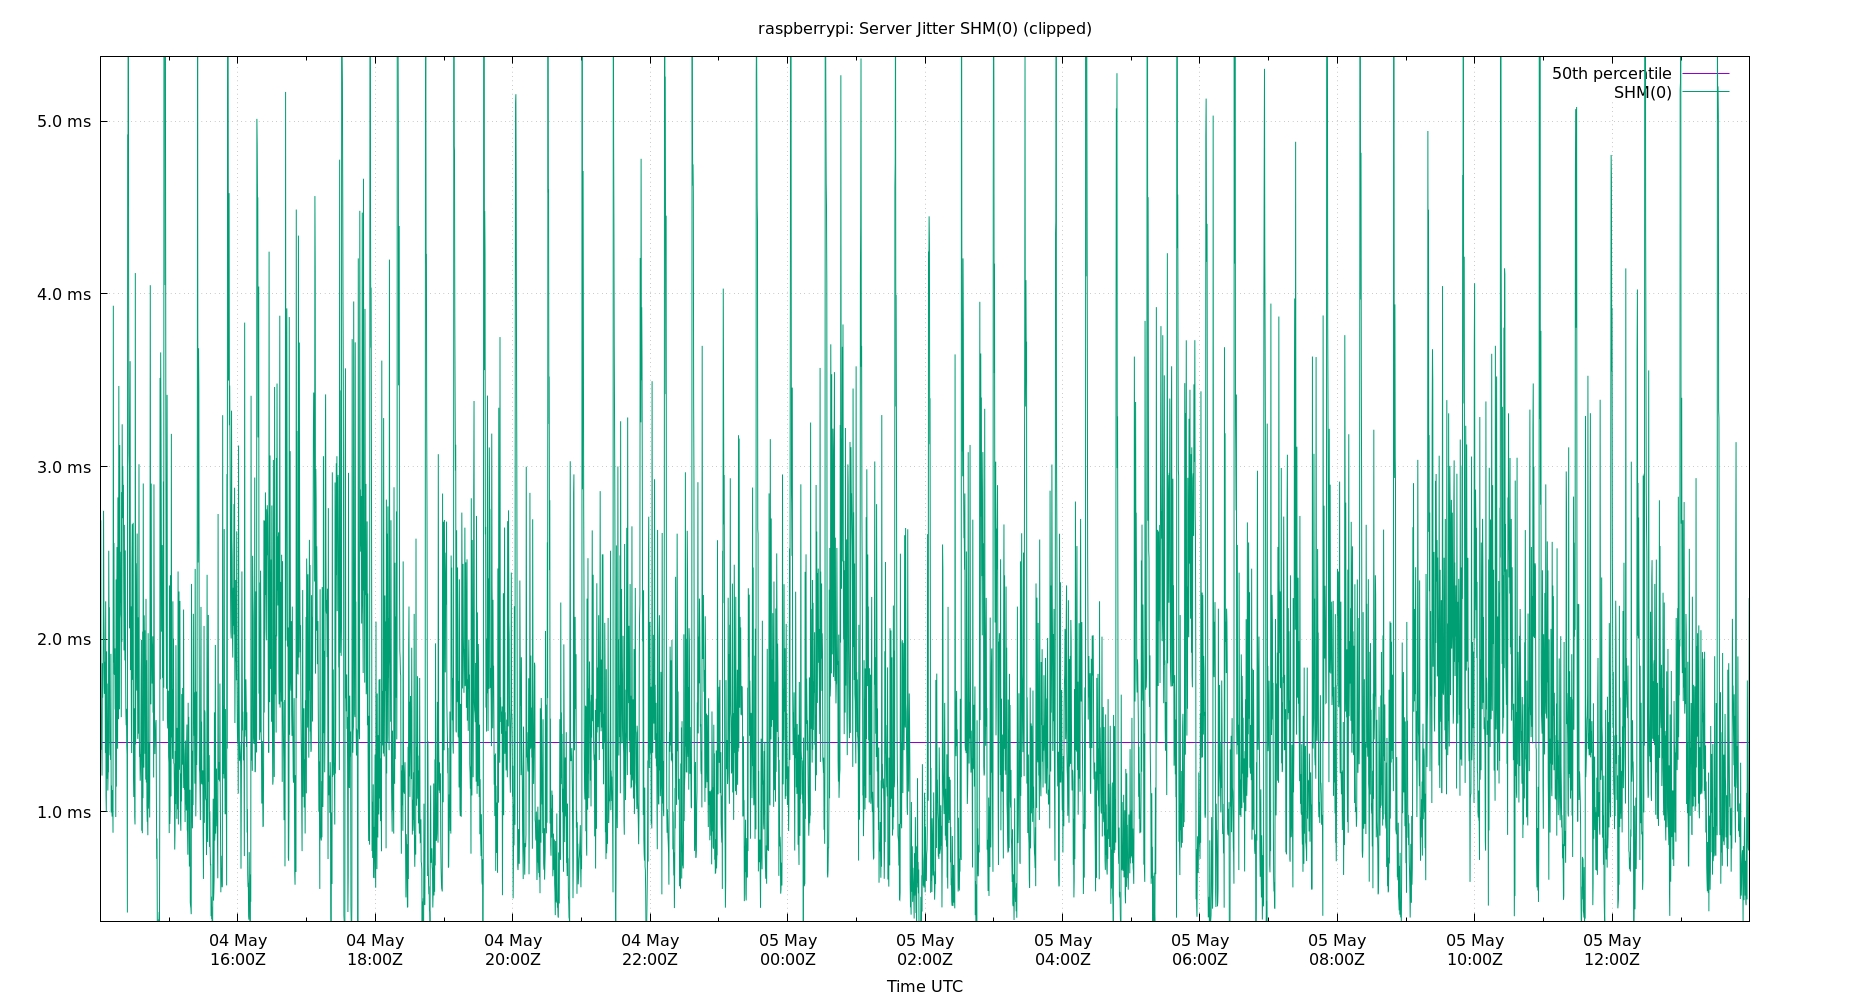 raspberrypi: Server Jitter SHM(0) (clipped)
50th percentile
SHM(0)
5.0 ms
4.0 ms
3.0 ms
2.0 ms
1.0 ms
04 May 04 May 04 May 04 May 05 May 05 May 05 May 05 May 05 May 05 May 05 May
16:00Z 18:00Z 20:00Z 22:00Z 00:00Z 02:00Z 04:00Z 06:00Z 08:00Z 10:00Z 12:00Z
Time UTC